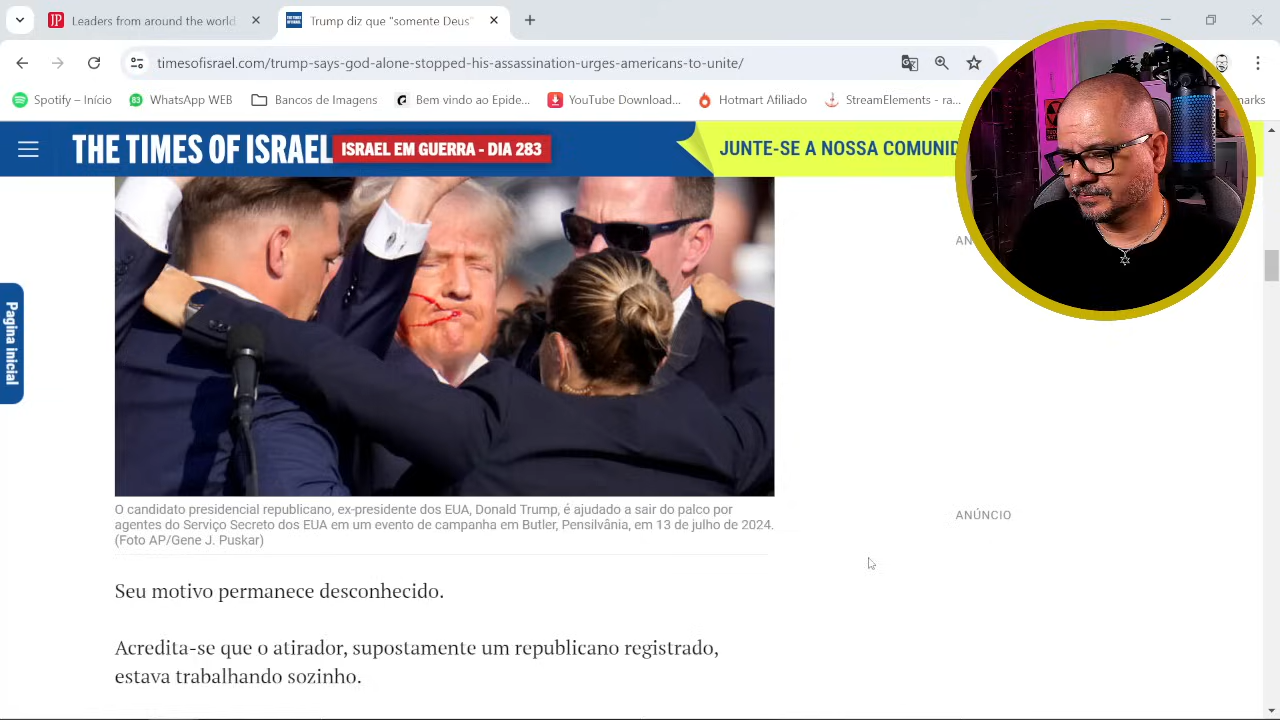 Leaders from around the world
Trump diz que "somente Deus"
timesofisrael.com/trump-says-god-alone-stopped-his-assassination-urges-americans-to-unite/
Spotify – Início
WhatsApp WEB
Bancos de Imagens
Bem vindo ao Epide...
YouTube Download...
Hotmart Afiliado
StreamElements - ra...
THE TIMES OF ISRAEL
ISRAEL EM GUERRA - DIA 283
JUNTE-SE A NOSSA
Pagina inicial
O candidato presidencial republicano, ex-presidente dos EUA, Donald Trump, é ajudado a sair do palco por
agentes do Serviço Secreto dos EUA em um evento de campanha em Butler, Pensilvânia, em 13 de julho de 2024.
(Foto AP/Gene J. Puskar)
ANÚNCIO
Seu motivo permanece desconhecido.
Acredita-se que o atirador, supostamente um republicano registrado,
estava trabalhando sozinho.